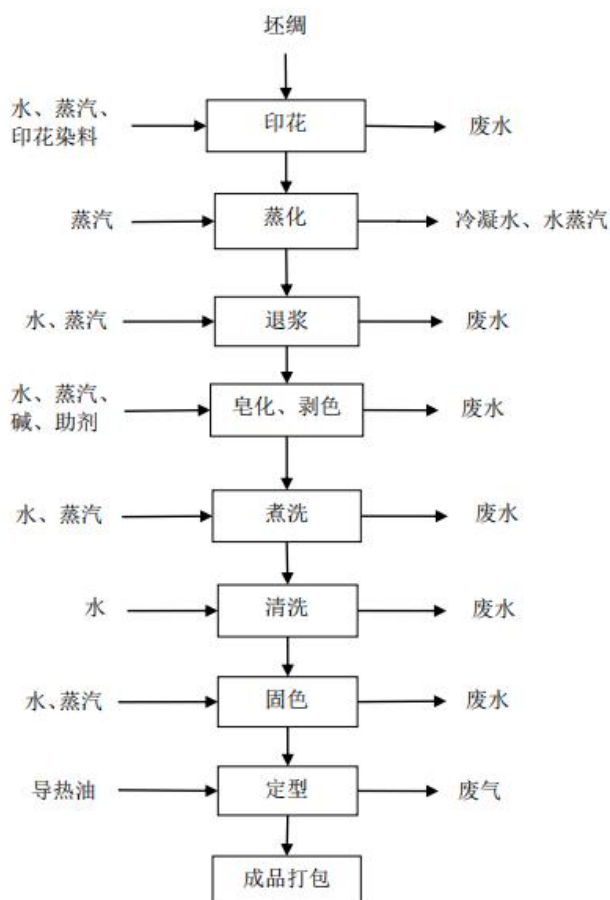 坯绸
水、蒸汽、
印花染料
印花
废水
蒸汽
蒸化
冷凝水、水蒸汽
水、蒸汽
退浆
废水
水、蒸汽、
碱、助剂
皂化、剥色
废水
水、蒸汽
煮洗
废水
水
清洗
废水
水、蒸汽
固色
废水
导热油
定型
废气
成品打包